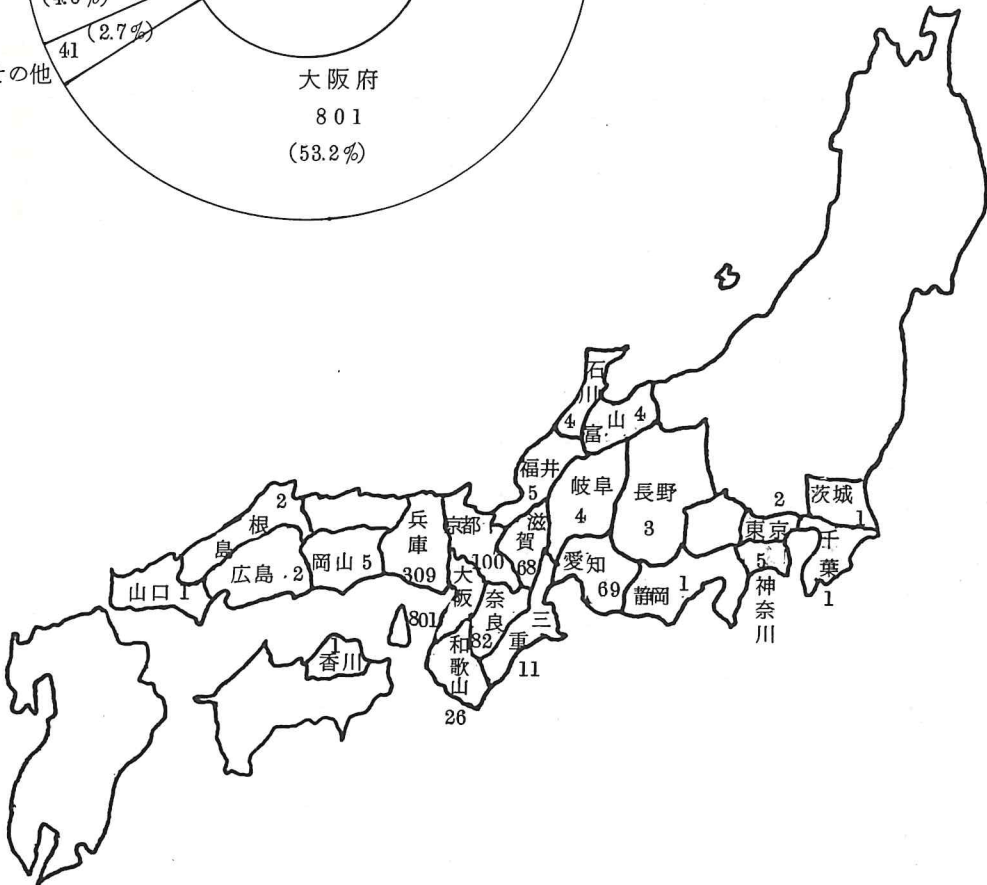 (2.7%)
41
の他
大阪府
801
(53.2%)
石川
4
富山 4
福井
5
岐阜
4
長野
3
茨城
1
2
東京
千葉
1
5
神奈川
静岡 1
愛知
69
滋賀
68
京都
100
兵庫
309
大阪
801
奈良
82
三重
11
和歌山
26
岡山 5
2
島根
広島 2
山口 1
1
香川